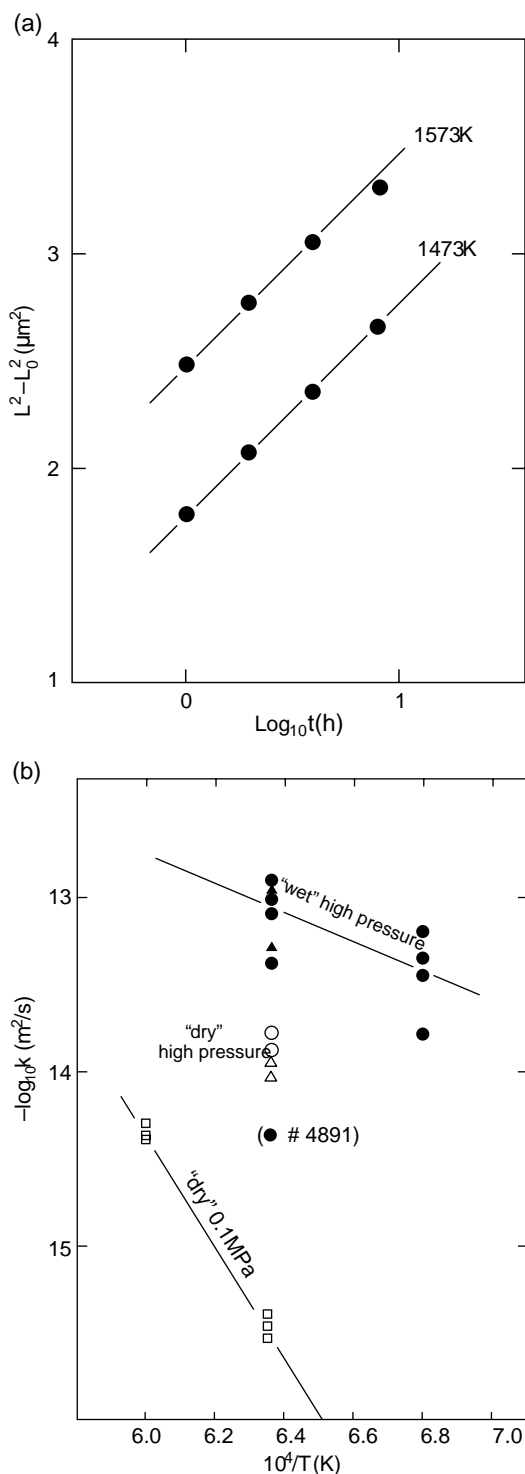 (a)
4
3
2
1
L²–L₀² (µm²)
1573K
1473K
0
1
Log₁₀t(h)
(b)
13
14
15
–log₁₀k (m²/s)
“wet” high pressure
“dry”
high pressure
(● # 4891)
“dry” 0.1MPa
6.0
6.2
6.4
6.6
6.8
7.0
10⁴/T(K)